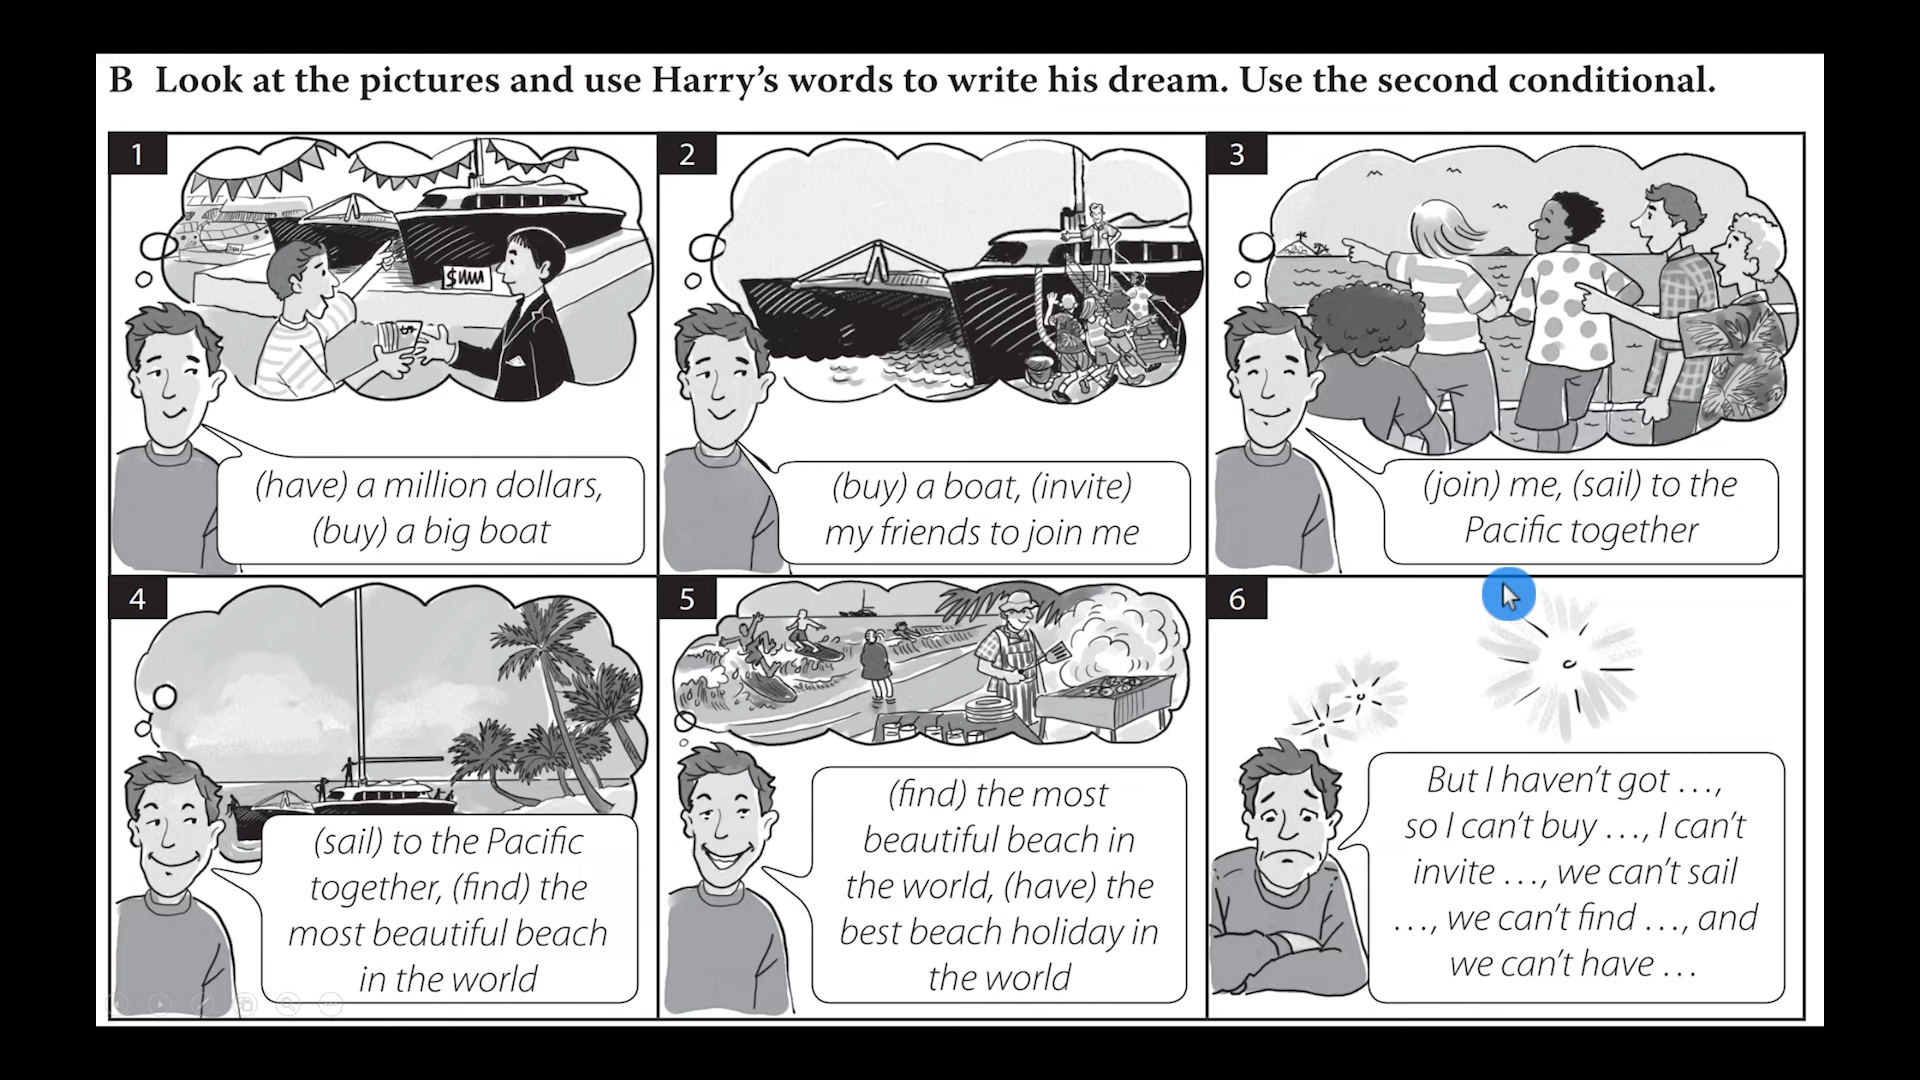 B Look at the pictures and use Harry’s words to write his dream. Use the second conditional.
1
(have) a million dollars,
(buy) a big boat
2
(buy) a boat, (invite)
my friends to join me
3
(join) me, (sail) to the
Pacific together
4
(sail) to the Pacific
together, (find) the
most beautiful beach
in the world
5
(find) the most
beautiful beach in
the world, (have) the
best beach holiday in
the world
6
But I haven’t got …,
so I can’t buy …, I can’t
invite …, we can’t sail
…, we can’t find …, and
we can’t have …